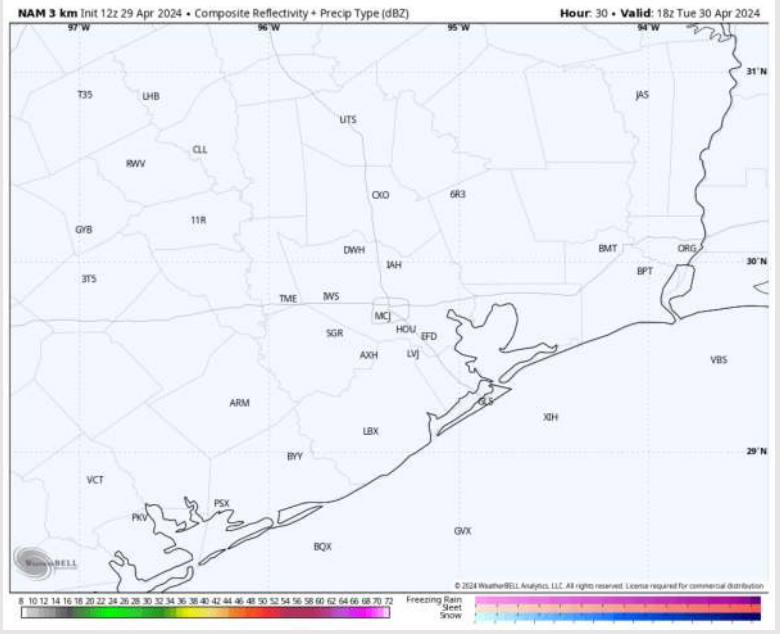 NAM 3 km Init 12z 29 Apr 2024 • Composite Reflectivity + Precip Type (dBZ) Hour: 30 • Valid: 18z Tue 30 Apr 2024
97°W 96°W 95°W 94°W
31°N
T35 LHB JAS
UTS
CLL
RWV
CXO 6R3
11R
GYB
DWH BMT ORG
IAH 30°N
3T5 BPT
TME IWS
MCJ
SGR HOU EFD
AXH LVJ VBS
ARM GLS
XIH
LBX
BYY 29°N
VCT
PSX
PKV
GVX
BQX
WeatherBELL
© 2024 WeatherBELL Analytics, LLC. All rights reserved. License required for commercial distribution
8 10 12 14 16 18 20 22 24 26 28 30 32 34 36 38 40 42 44 46 48 50 52 54 56 58 60 62 64 66 68 70 72
Freezing Rain
Sleet
Snow